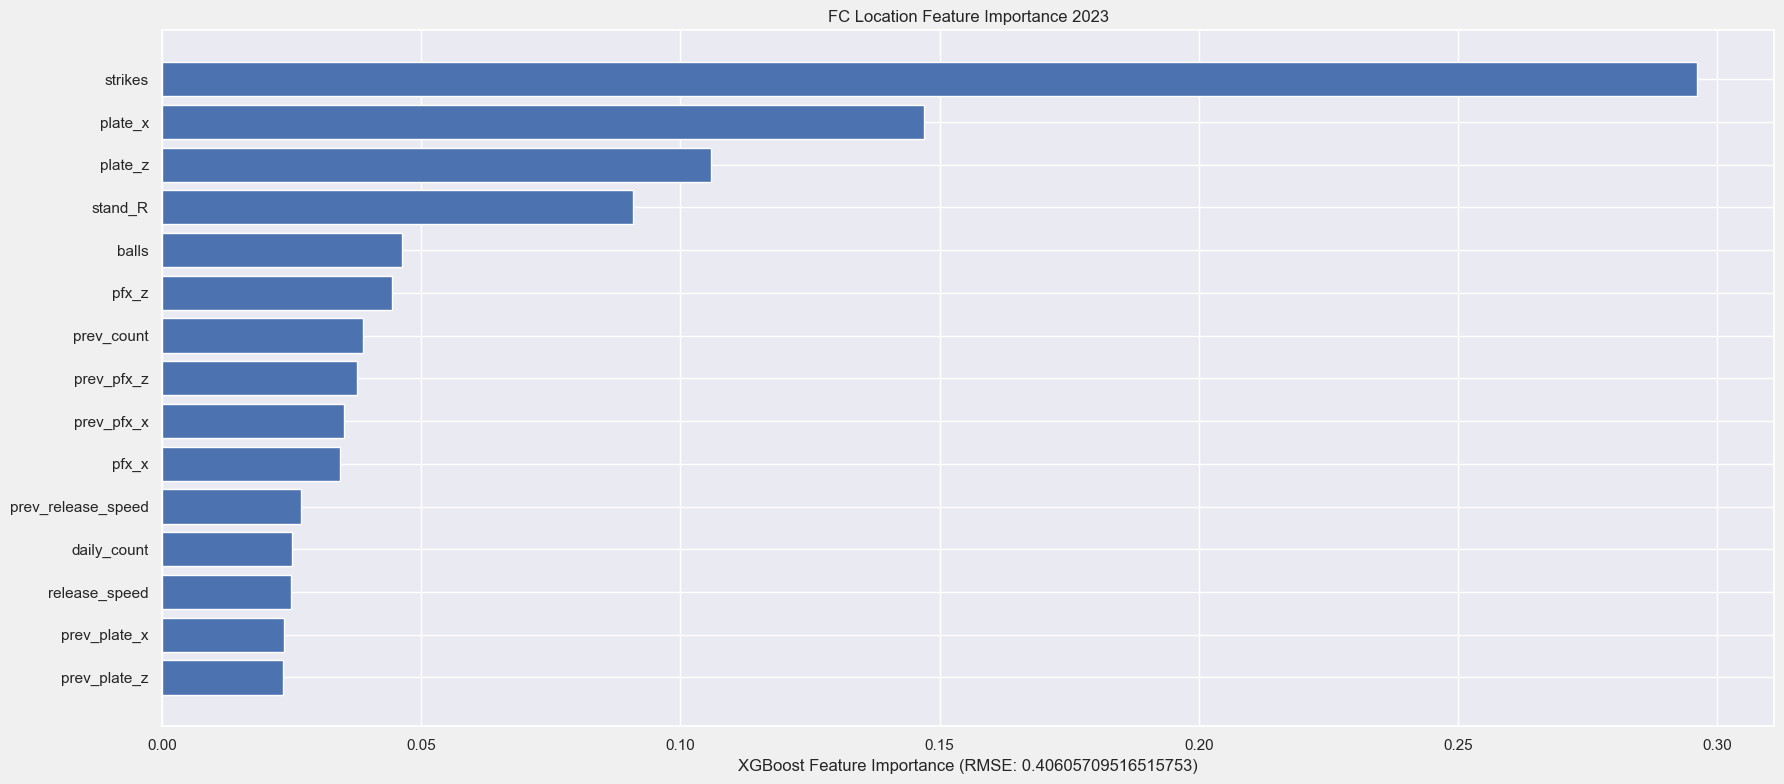 FC Location Feature Importance 2023
strikes
plate_x
plate_z
stand_R
balls
pfx_z
prev_count
prev_pfx_z
prev_pfx_x
pfx_x
prev_release_speed
daily_count
release_speed
prev_plate_x
prev_plate_z
0.00 0.05 0.10 0.15 0.20 0.25 0.30
XGBoost Feature Importance (RMSE: 0.40605709516515753)